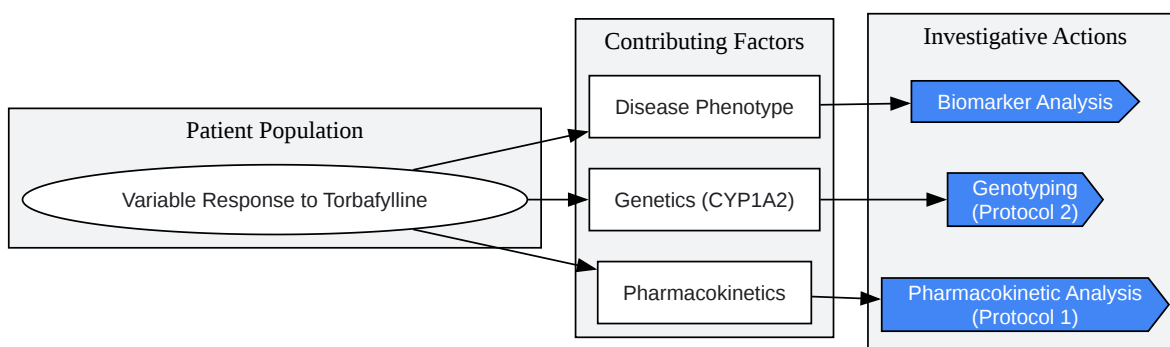 Patient Population
Variable Response to Torbafylline
Contributing Factors
Disease Phenotype
Genetics (CYP1A2)
Pharmacokinetics
Investigative Actions
Biomarker Analysis
Genotyping
(Protocol 2)
Pharmacokinetic Analysis
(Protocol 1)